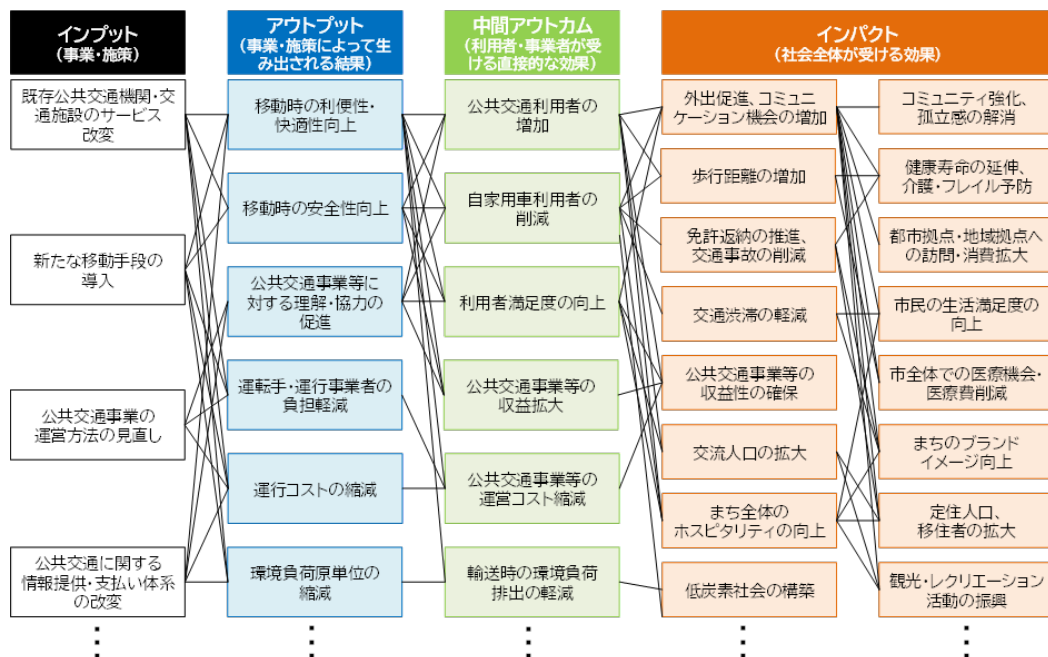 インプット
(事業・施策)
アウトプット
(事業・施策によって生
み出される結果)
中間アウトカム
(利用者・事業者が受
ける直接的な効果)
インパクト
(社会全体が受ける効果)
既存公共交通機関・交
通施設のサービス
改変
新たな移動手段の
導入
公共交通事業の
運営方法の見直し
公共交通に関する
情報提供・支払い体系
の改変
移動時の利便性・
快適性向上
移動時の安全性向上
公共交通事業等に
対する理解・協力の
促進
運転手・運行事業者の
負担軽減
運行コストの縮減
環境負荷原単位の
縮減
公共交通利用者の
増加
自家用車利用者の
削減
利用者満足度の向上
公共交通事業等の
収益拡大
公共交通事業等の
運営コスト縮減
輸送時の環境負荷
排出の軽減
外出促進、コミュニ
ケーション機会の増加
歩行距離の増加
免許返納の推進、
交通事故の削減
交通渋滞の軽減
公共交通事業等の
収益性の確保
交流人口の拡大
まち全体の
ホスピタリティの向上
低炭素社会の構築
コミュニティ強化、
孤立感の解消
健康寿命の延伸、
介護・フレイル予防
都市拠点・地域拠点へ
の訪問・消費拡大
市民の生活満足度の
向上
市全体での医療機会・
医療費削減
まちのブランド
イメージ向上
定住人口、
移住者の拡大
観光・レクリエーション
活動の振興